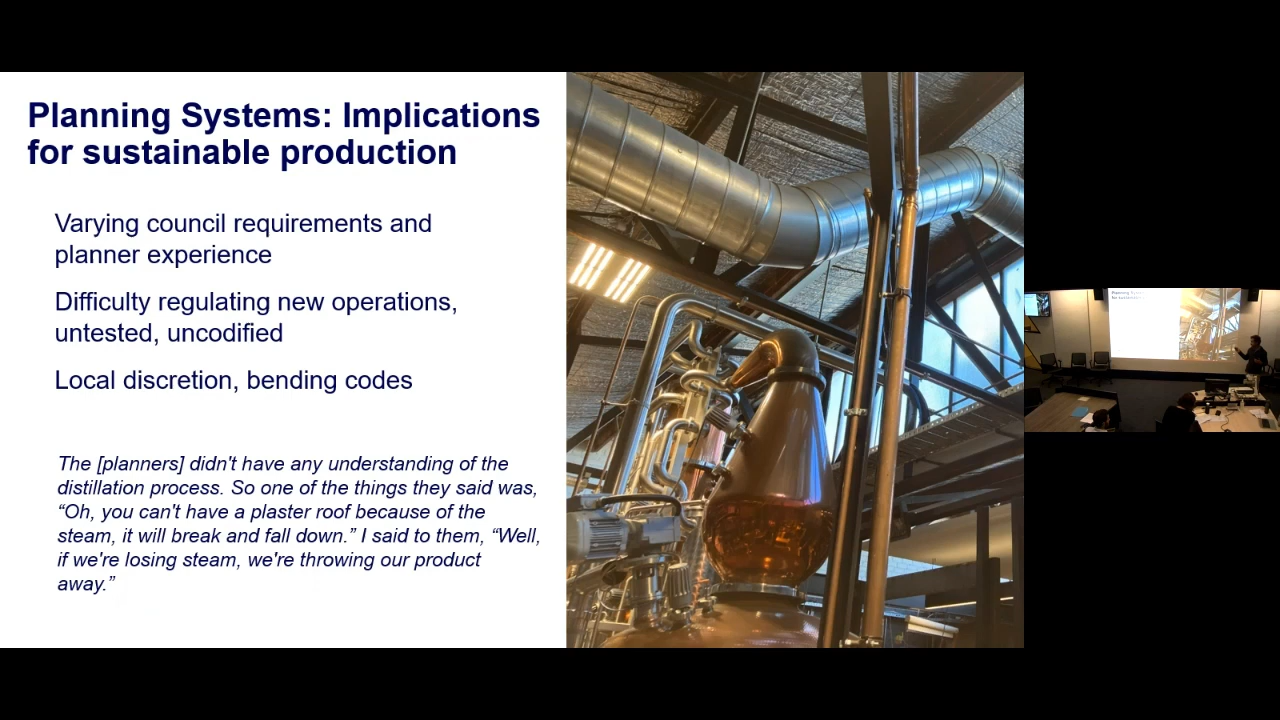 Planning Systems: Implications
for sustainable production
Varying council requirements and
planner experience
Difficulty regulating new operations,
untested, uncodified
Local discretion, bending codes
The [planners] didn't have any understanding of the
distillation process. So one of the things they said was,
“Oh, you can't have a plaster roof because of the
steam, it will break and fall down.” I said to them, “Well,
if we're losing steam, we're throwing our product
away.”